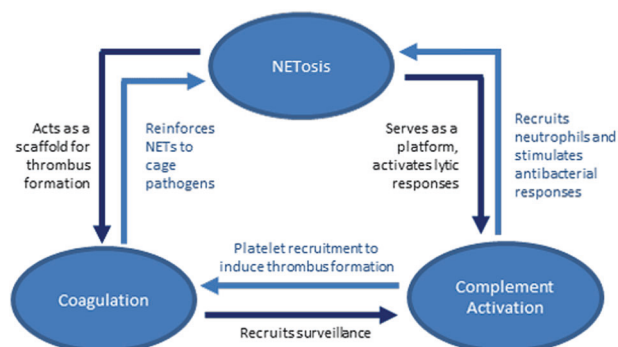 NETosis
Acts as a
scaffold for
thrombus
formation
Reinforces
NETs to
cage
pathogens
Serves as a
platform,
activates lytic
responses
Recruits
neutrophils and
stimulates
antibacterial
responses
Platelet recruitment to
induce thrombus formation
Coagulation
Complement
Activation
Recruits surveillance